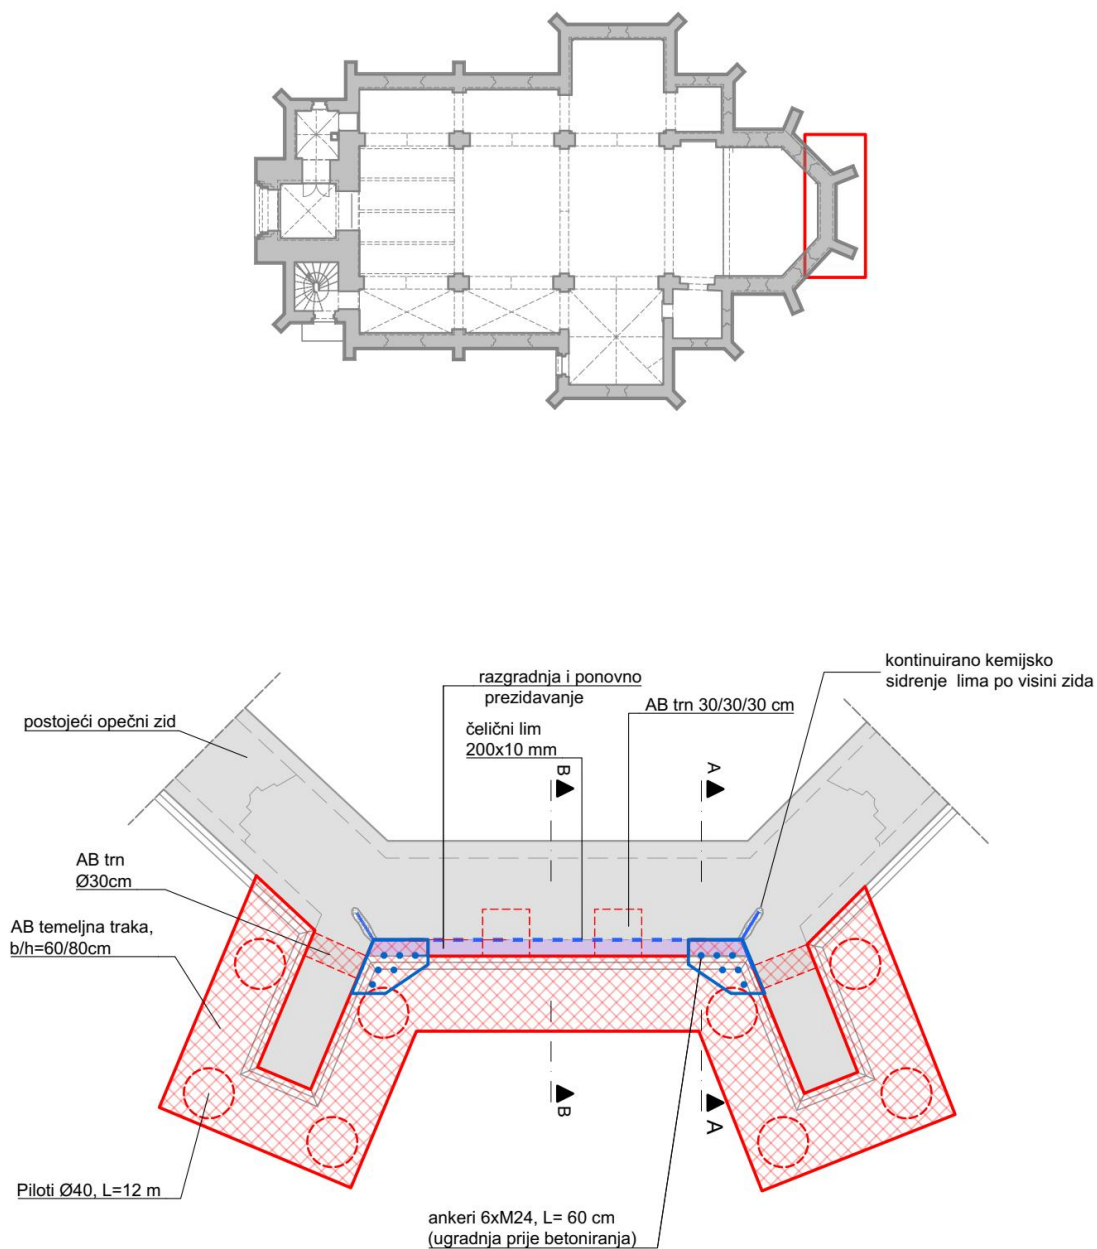 kontinuirano kemijsko
sidrenje lima po visini zida
razgradnja i ponovno
prezidavanje
AB trn 30/30/30 cm
postojeći opečni zid
čelični lim
200x10 mm
B
A
AB trn
Ø30cm
AB temeljna traka,
b/h=60/80cm
B
A
Piloti Ø40, L=12 m
ankeri 6xM24, L= 60 cm
(ugradnja prije betoniranja)